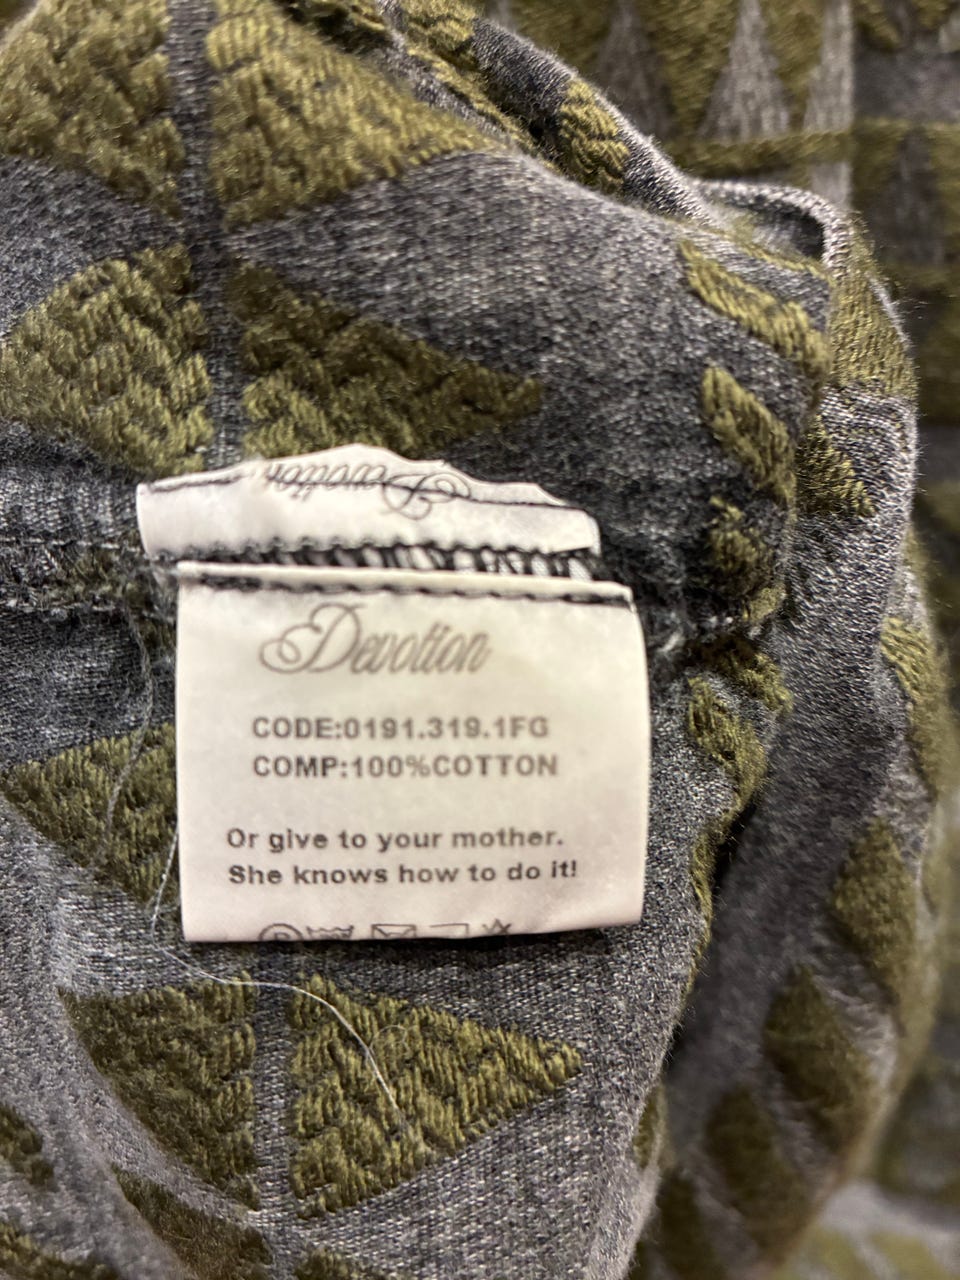 Devotion
Devotion
CODE:0191.319.1FG
COMP:100%COTTON
Or give to your mother.
She knows how to do it!